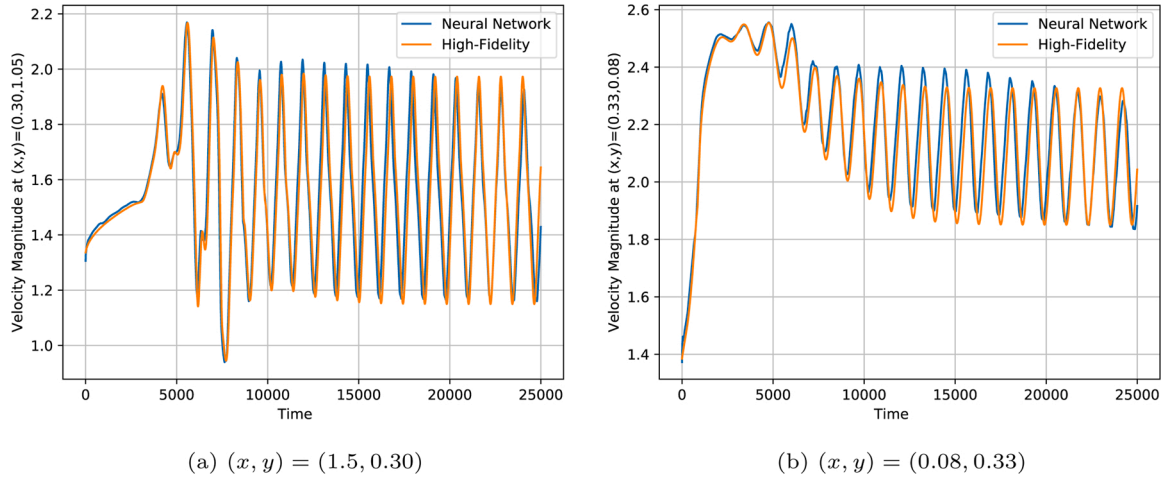 2.2
2.0
1.8
1.6
1.4
1.2
1.0
Velocity Magnitude at (x,y)=(0.30,1.05)
Neural Network
High-Fidelity
0 5000 10000 15000 20000 25000
Time
(a) (x, y) = (1.5, 0.30)
2.6
2.4
2.2
2.0
1.8
1.6
1.4
Velocity Magnitude at (x,y)=(0.33,0.08)
Neural Network
High-Fidelity
0 5000 10000 15000 20000 25000
Time
(b) (x, y) = (0.08, 0.33)